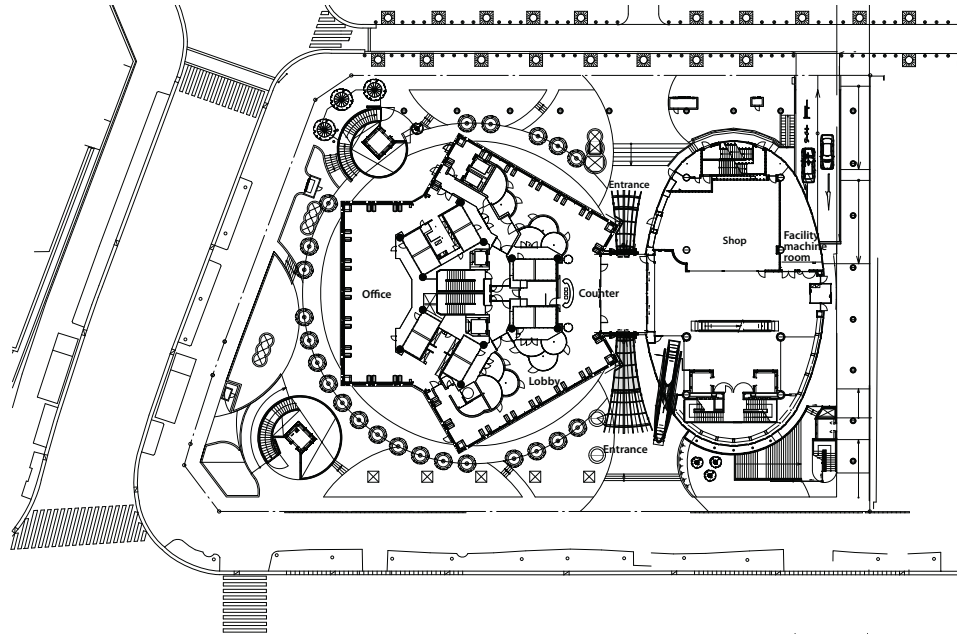 Entrance
Shop
Facility
machine
room
Office
Counter
Lobby
Entrance